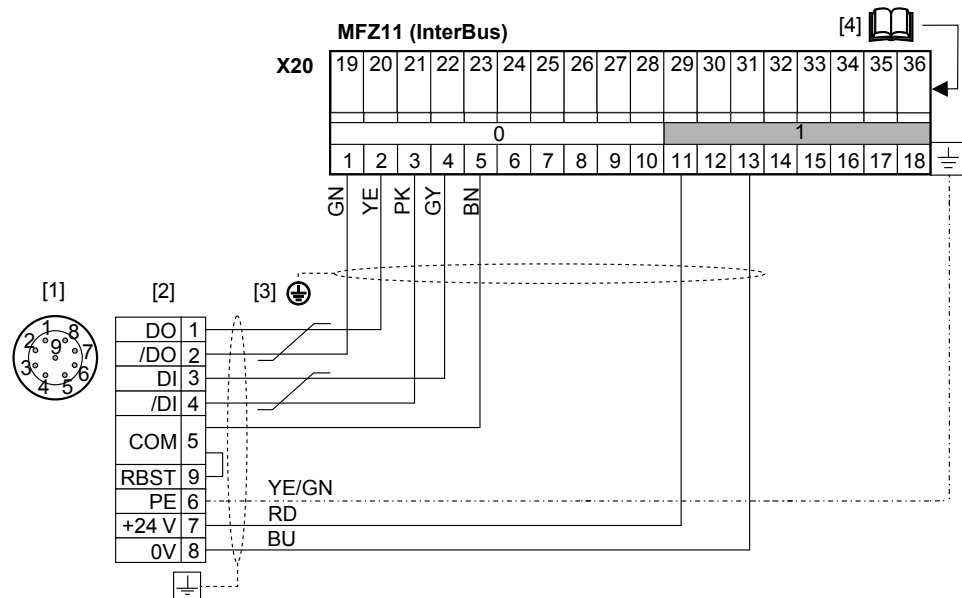 MFZ11 (InterBus)
[4]
X20
19 20 21 22 23 24 25 26 27 28 29 30 31 32 33 34 35 36
0 1
1 2 3 4 5 6 7 8 9 10 11 12 13 14 15 16 17 18
GN YE PK GY BN
[1] [2] [3]
1 8
2 9 7
3 6
4 5
DO 1
/DO 2
DI 3
/DI 4
COM 5
RBST 9
PE 6 YE/GN
+24 V 7 RD
0V 8 BU